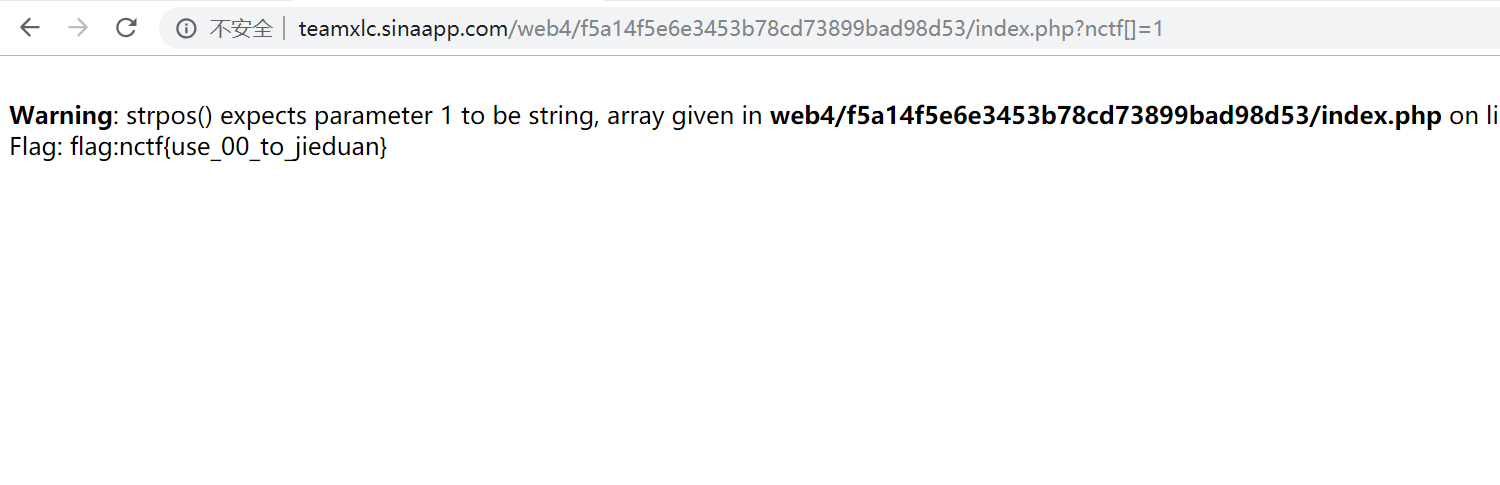 不安全 teamxlc.sinaapp.com/web4/f5a14f5e6e3453b78cd73899bad98d53/index.php?nctf[]=1
Warning: strpos() expects parameter 1 to be string, array given in web4/f5a14f5e6e3453b78cd73899bad98d53/index.php on li
Flag: flag:nctf{use_00_to_jieduan}